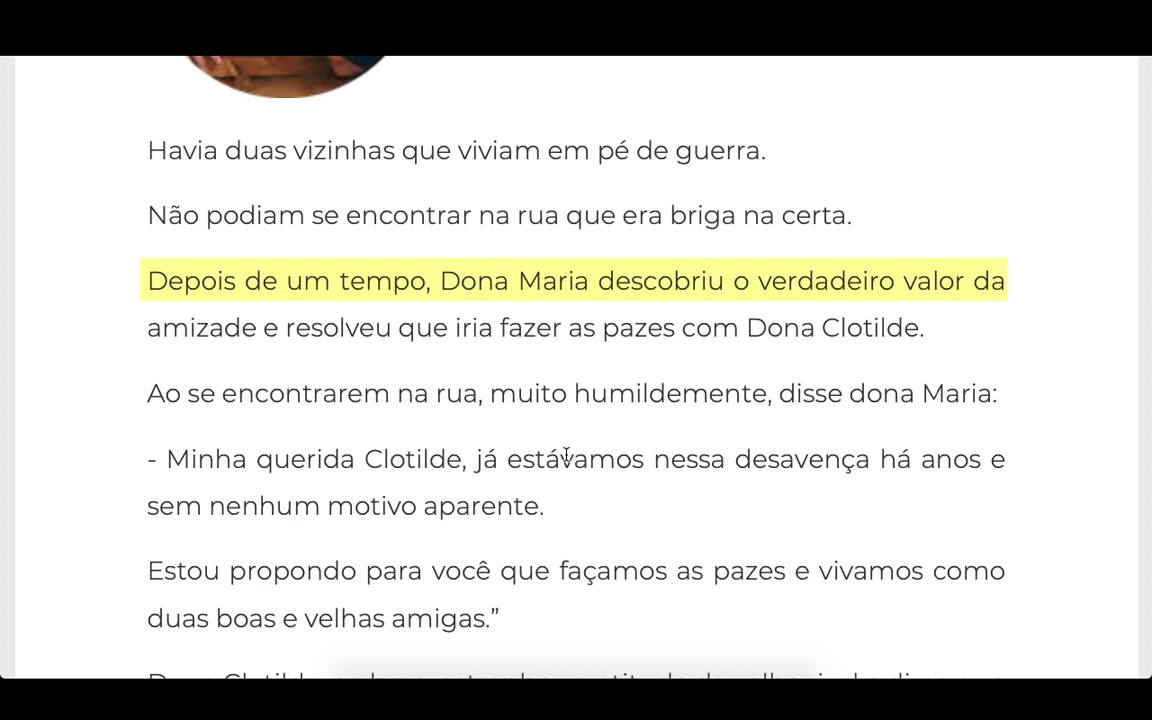 Havia duas vizinhas que viviam em pé de guerra.
Não podiam se encontrar na rua que era briga na certa.
Depois de um tempo, Dona Maria descobriu o verdadeiro valor da
amizade e resolveu que iria fazer as pazes com Dona Clotilde.
Ao se encontrarem na rua, muito humildemente, disse dona Maria:
- Minha querida Clotilde, já estávamos nessa desavença há anos e
sem nenhum motivo aparente.
Estou propondo para você que façamos as pazes e vivamos como
duas boas e velhas amigas.”